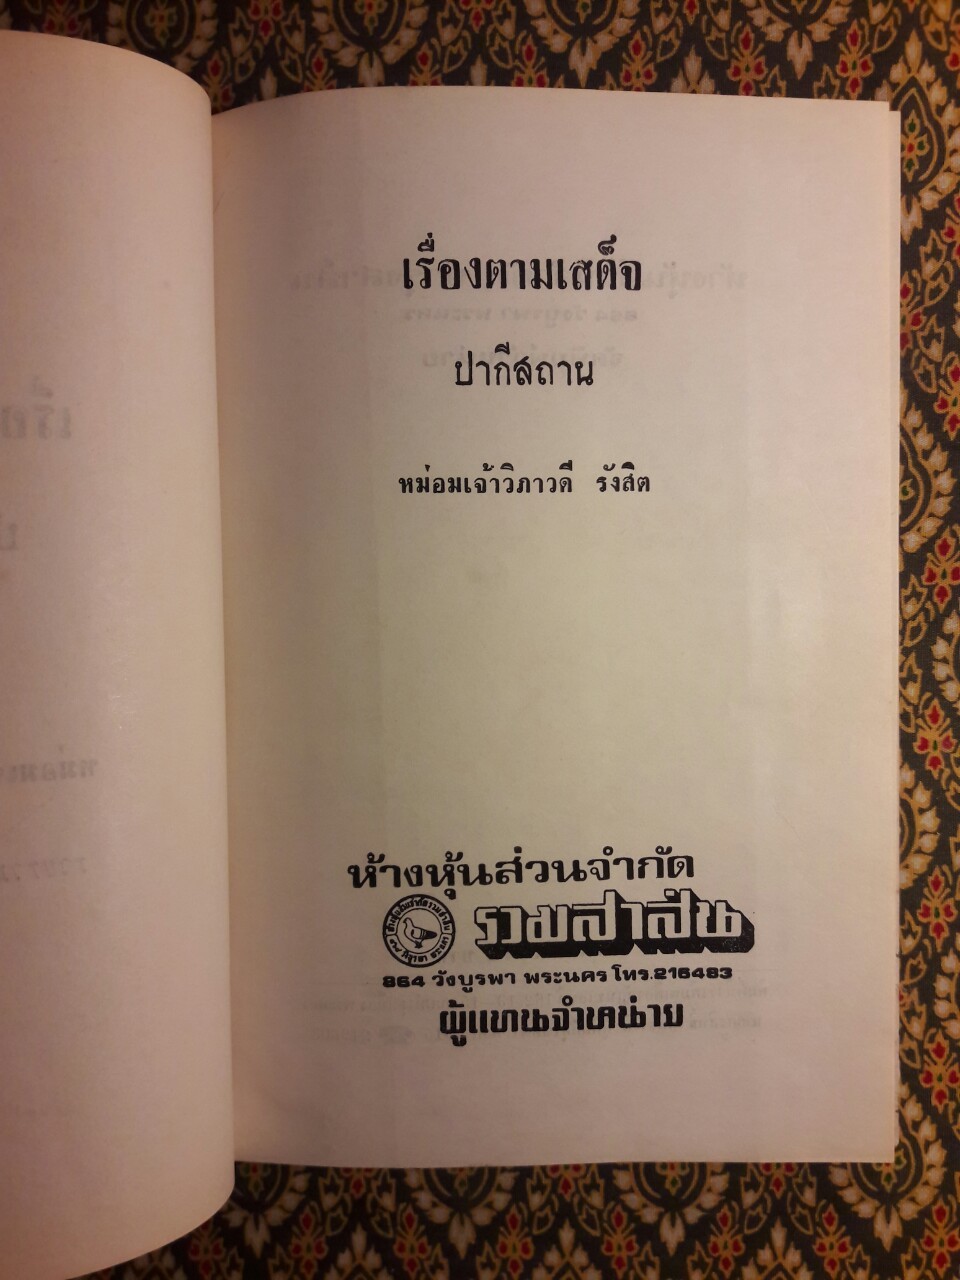 เรื่องตามเสด็จ
ปากีสถาน
หม่อมเจ้าวิภาวดี รังสิต
ห้างหุ้นส่วนจำกัด
รวมสาส์น
864 วังบูรพา พระนคร โทร.216483
ผู้แทนจำหน่าย